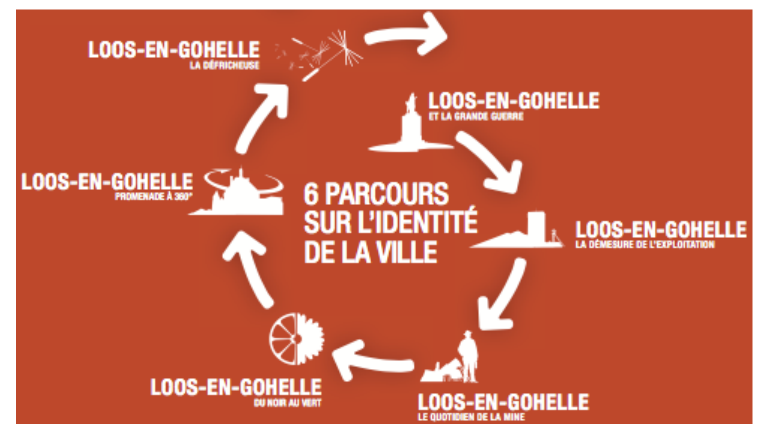 LOOS-EN-GOHELLE
LA DÉFRICHEUSE
LOOS-EN-GOHELLE
ET LA GRANDE GUERRE
LOOS-EN-GOHELLE
PROMENADE À 360°
6 PARCOURS
SUR L'IDENTITÉ
DE LA VILLE
LOOS-EN-GOHELLE
LA DÉMESURE DE L'EXPLOITATION
LOOS-EN-GOHELLE
DU NOIR AU VERT
LOOS-EN-GOHELLE
LE QUOTIDIEN DE LA MINE